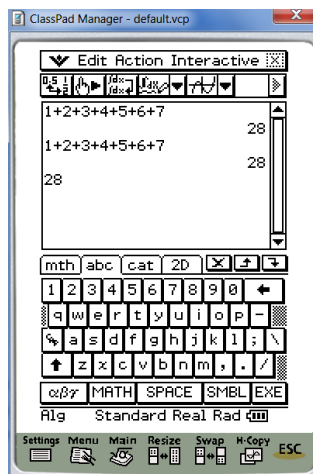 ClassPad Manager - default.vcp
Edit Action Interactive
1+2+3+4+5+6+7
28
1+2+3+4+5+6+7
28
28
mth abc cat 2D
1 2 3 4 5 6 7 8 9 0
q w e r t y u i o p -
a s d f g h j k l ; \
z x c v b n m , . /
αβγ MATH SPACE SMBL EXE
Alg Standard Real Rad
Settings Menu Main Resize Swap H-Copy ESC